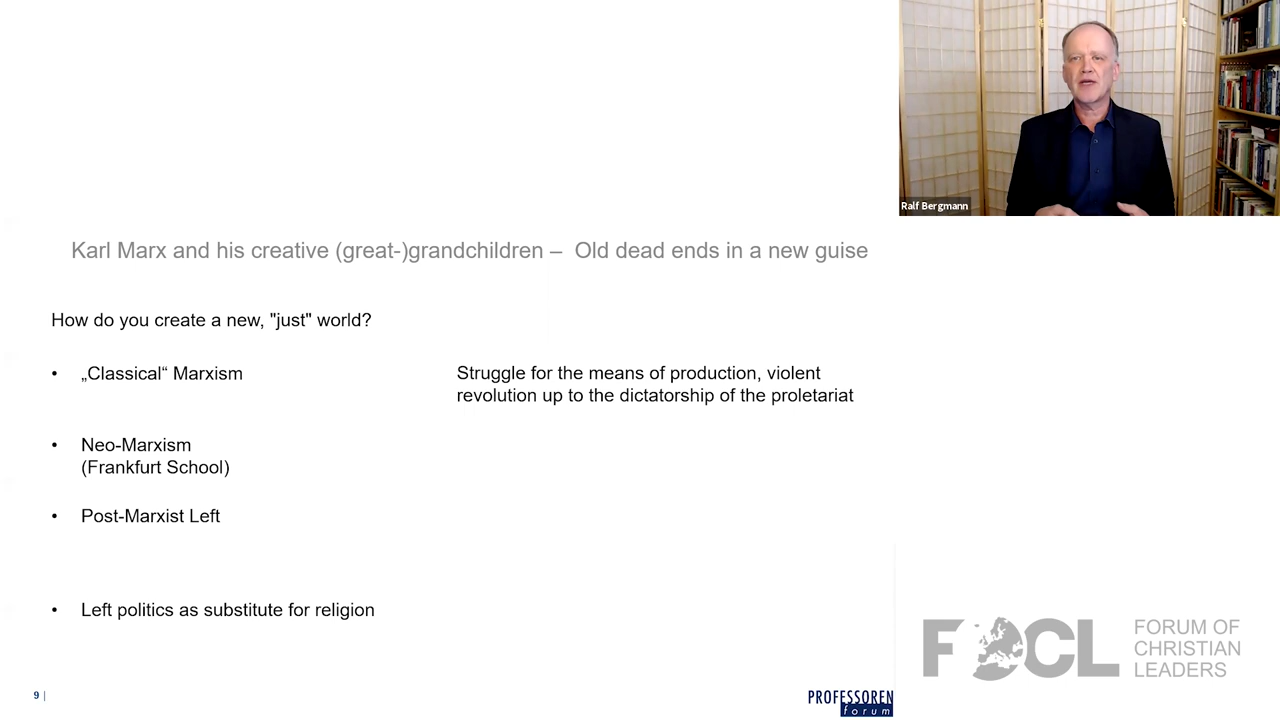 Ralf Bergmann
Karl Marx and his creative (great-)grandchildren – Old dead ends in a new guise
How do you create a new, "just" world?
• „Classical“ Marxism
Struggle for the means of production, violent
revolution up to the dictatorship of the proletariat
• Neo-Marxism
(Frankfurt School)
• Post-Marxist Left
• Left politics as substitute for religion
FOCL
FORUM OF
CHRISTIAN
LEADERS
9 |
PROFESSOREN
forum